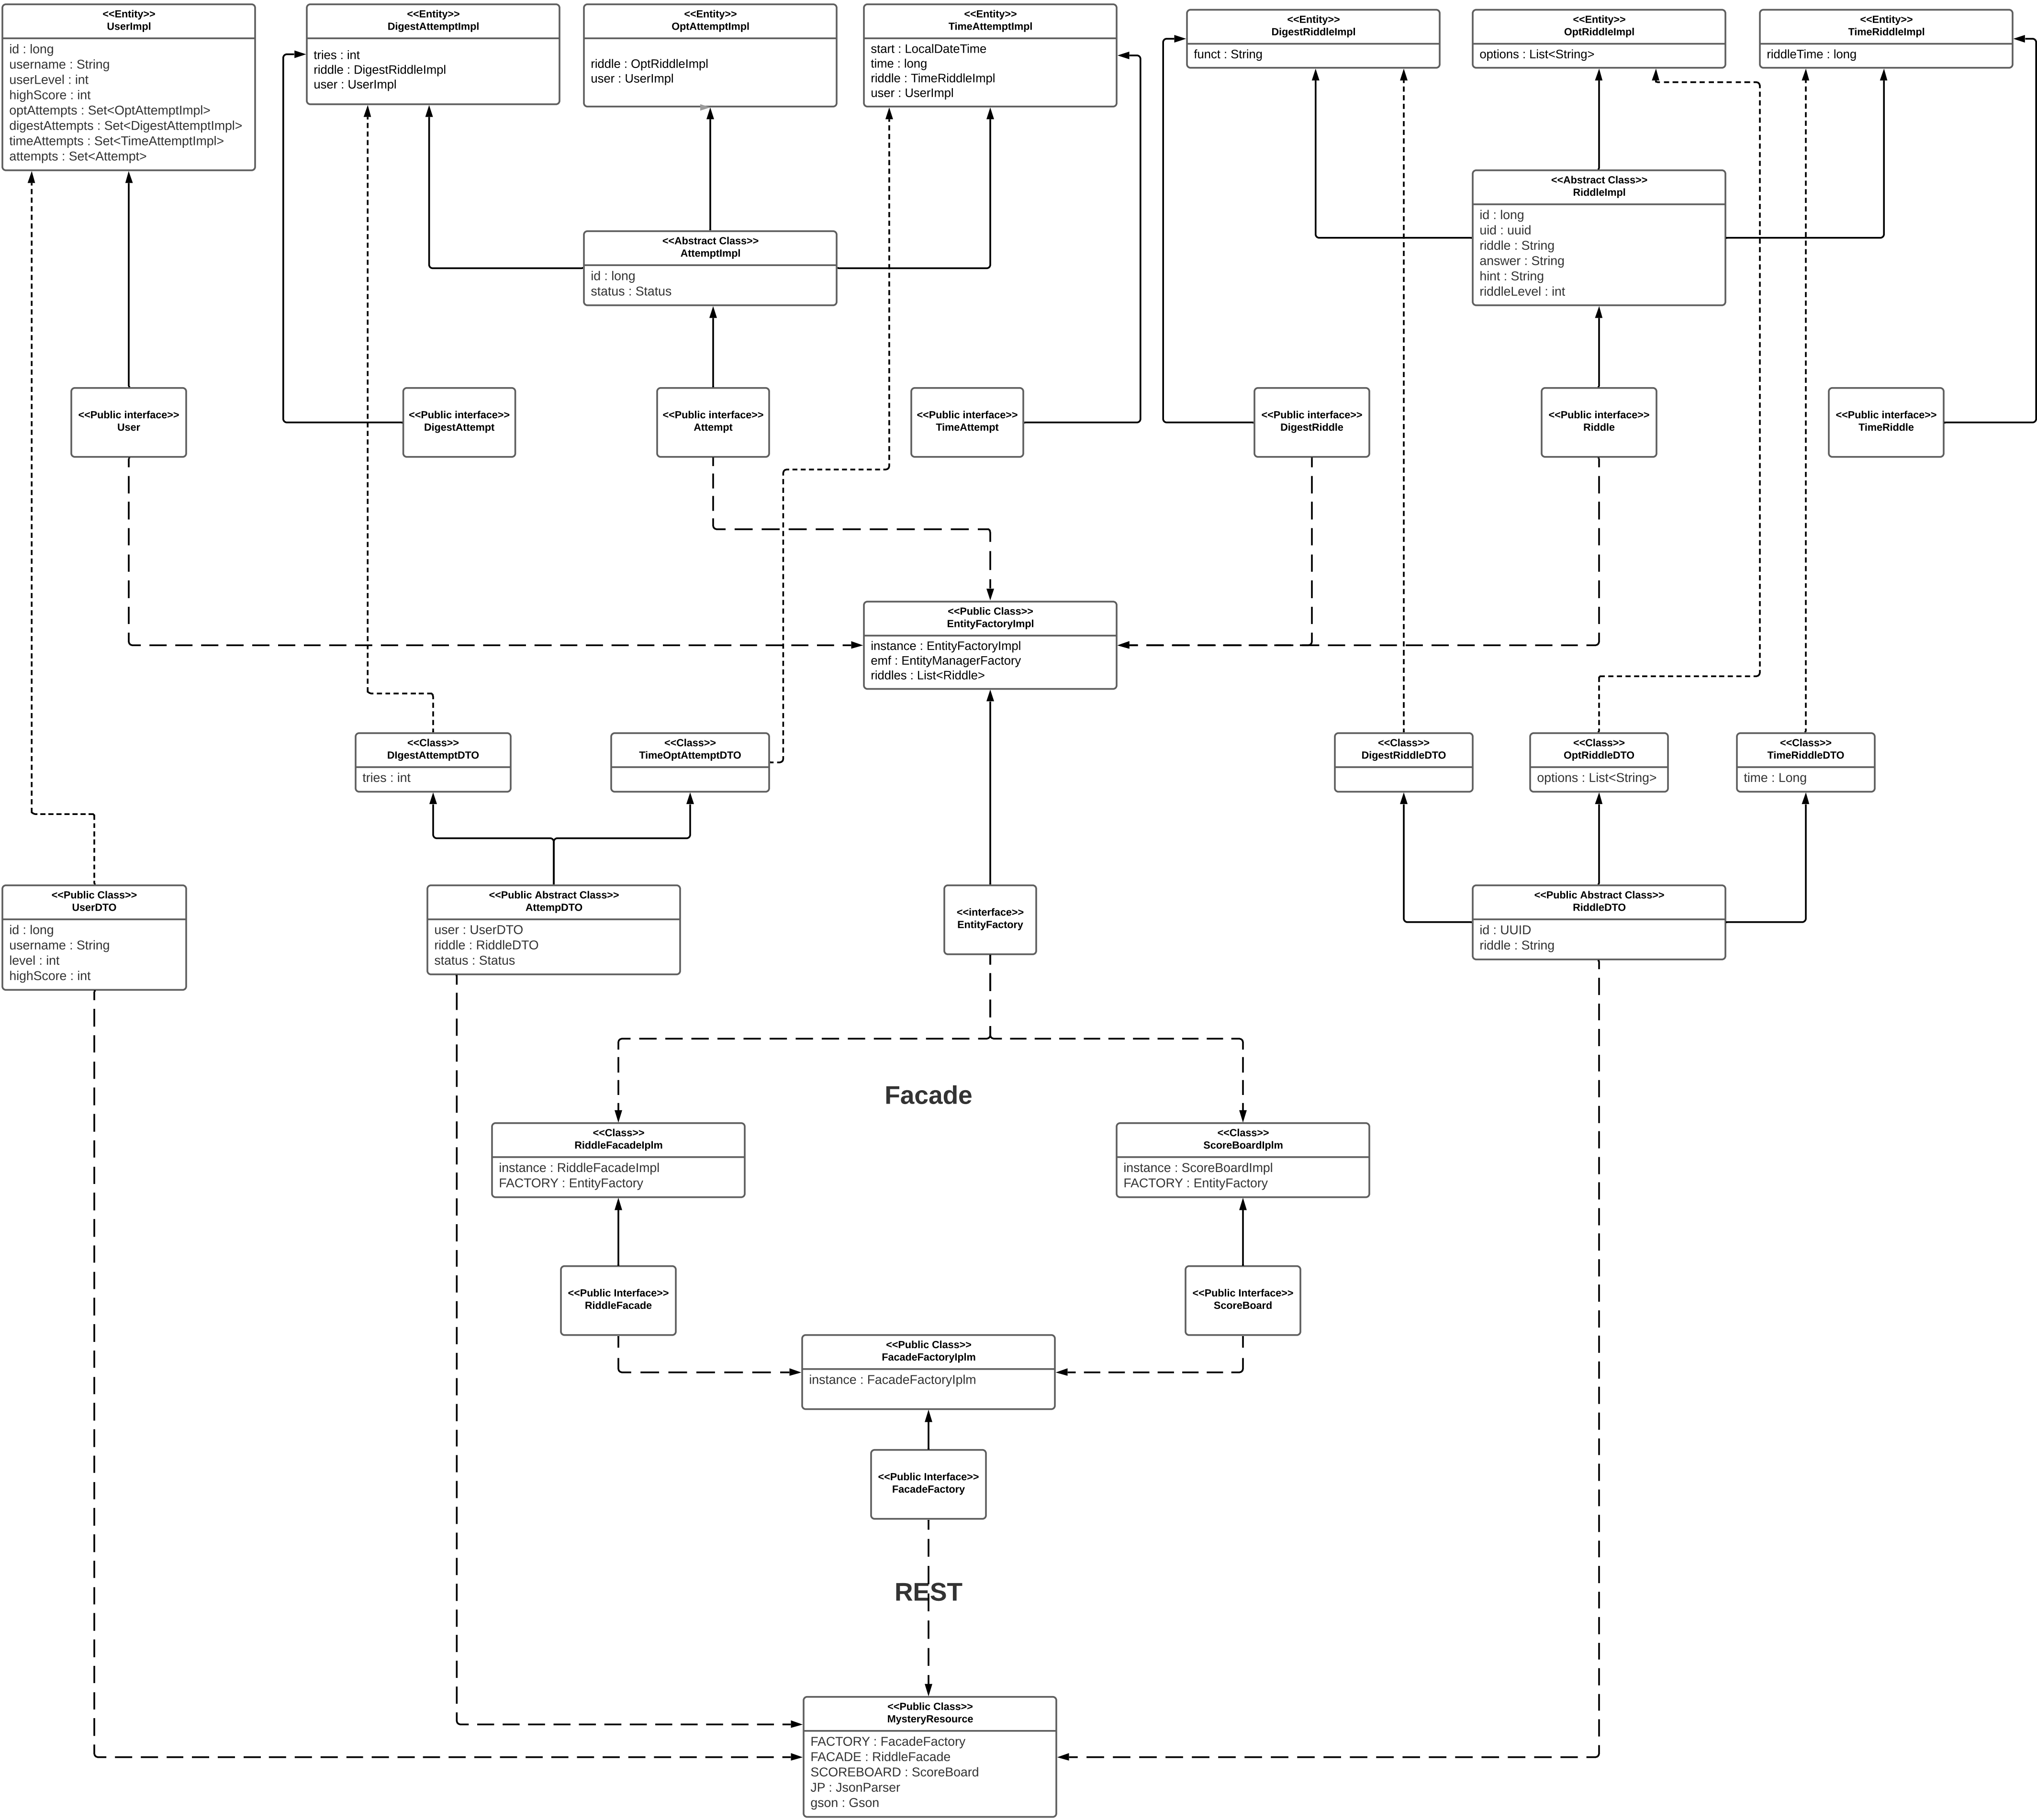 <<Entity>>
UserImpl
id : long
username : String
userLevel : int
highScore : int
optAttempts : Set<OptAttemptImpl>
digestAttempts : Set<DigestAttemptImpl>
timeAttempts : Set<TimeAttemptImpl>
attempts : Set<Attempt>
<<Entity>>
DigestAttemptImpl
tries : int
riddle : DigestRiddleImpl
user : UserImpl
<<Entity>>
OptAttemptImpl
riddle : OptRiddleImpl
user : UserImpl
<<Entity>>
TimeAttemptImpl
start : LocalDateTime
time : long
riddle : TimeRiddleImpl
user : UserImpl
<<Entity>>
DigestRiddleImpl
funct : String
<<Entity>>
OptRiddleImpl
options : List<String>
<<Entity>>
TimeRiddleImpl
riddleTime : long
<<Abstract Class>>
AttemptImpl
id : long
status : Status
<<Abstract Class>>
RiddleImpl
id : long
uid : uuid
riddle : String
answer : String
hint : String
riddleLevel : int
<<Public interface>>
User
<<Public interface>>
DigestAttempt
<<Public interface>>
Attempt
<<Public interface>>
TimeAttempt
<<Public interface>>
DigestRiddle
<<Public interface>>
Riddle
<<Public interface>>
TimeRiddle
<<Public Class>>
EntityFactoryImpl
instance : EntityFactoryImpl
emf : EntityManagerFactory
riddles : List<Riddle>
<<Class>>
DIgestAttemptDTO
tries : int
<<Class>>
TimeOptAttemptDTO
<<Class>>
DigestRiddleDTO
<<Class>>
OptRiddleDTO
options : List<String>
<<Class>>
TimeRiddleDTO
time : Long
<<Public Class>>
UserDTO
id : long
username : String
level : int
highScore : int
<<Public Abstract Class>>
AttempDTO
user : UserDTO
riddle : RiddleDTO
status : Status
<<interface>>
EntityFactory
<<Public Abstract Class>>
RiddleDTO
id : UUID
riddle : String
Facade
<<Class>>
RiddleFacadeIplm
instance : RiddleFacadeImpl
FACTORY : EntityFactory
<<Class>>
ScoreBoardIplm
instance : ScoreBoardImpl
FACTORY : EntityFactory
<<Public Interface>>
RiddleFacade
<<Public Interface>>
ScoreBoard
<<Public Class>>
FacadeFactoryIplm
instance : FacadeFactoryIplm
<<Public Interface>>
FacadeFactory
REST
<<Public Class>>
MysteryResource
FACTORY : FacadeFactory
FACADE : RiddleFacade
SCOREBOARD : ScoreBoard
JP : JsonParser
gson : Gson